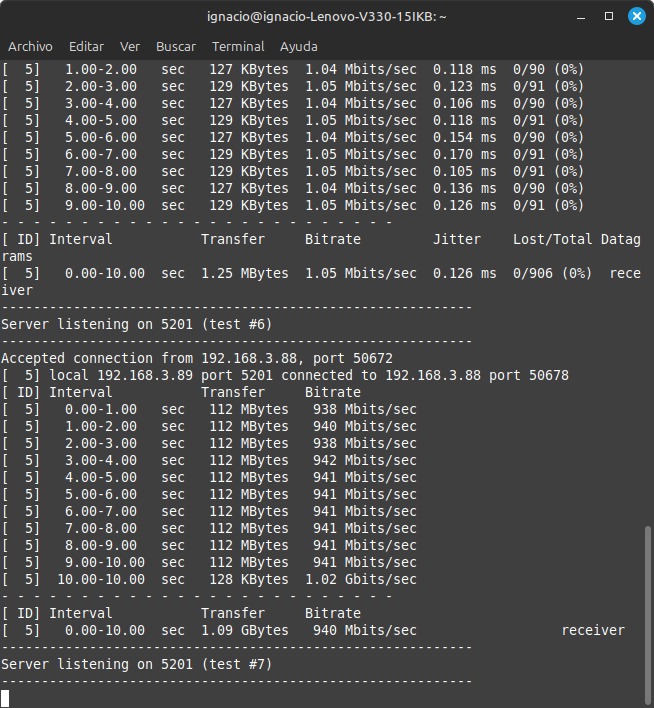 ignacio@ignacio-Lenovo-V330-15IKB: ~
Archivo Editar Ver Buscar Terminal Ayuda
[  5]   1.00-2.00   sec   127 KBytes  1.04 Mbits/sec  0.118 ms  0/90 (0%)
[  5]   2.00-3.00   sec   129 KBytes  1.05 Mbits/sec  0.123 ms  0/91 (0%)
[  5]   3.00-4.00   sec   127 KBytes  1.04 Mbits/sec  0.106 ms  0/90 (0%)
[  5]   4.00-5.00   sec   129 KBytes  1.05 Mbits/sec  0.118 ms  0/91 (0%)
[  5]   5.00-6.00   sec   127 KBytes  1.04 Mbits/sec  0.154 ms  0/90 (0%)
[  5]   6.00-7.00   sec   129 KBytes  1.05 Mbits/sec  0.170 ms  0/91 (0%)
[  5]   7.00-8.00   sec   129 KBytes  1.05 Mbits/sec  0.105 ms  0/91 (0%)
[  5]   8.00-9.00   sec   127 KBytes  1.04 Mbits/sec  0.136 ms  0/90 (0%)
[  5]   9.00-10.00  sec   129 KBytes  1.05 Mbits/sec  0.126 ms  0/91 (0%)
- - - - - - - - - - - - - - - - - - - - - - - - -
[ ID] Interval           Transfer     Bitrate         Jitter    Lost/Total Datag
rams
[  5]   0.00-10.00  sec  1.25 MBytes  1.05 Mbits/sec  0.126 ms  0/906 (0%)  rece
iver
-----------------------------------------------------------
Server listening on 5201 (test #6)
-----------------------------------------------------------
Accepted connection from 192.168.3.88, port 50672
[  5] local 192.168.3.89 port 5201 connected to 192.168.3.88 port 50678
[ ID] Interval           Transfer     Bitrate
[  5]   0.00-1.00   sec   112 MBytes   938 Mbits/sec
[  5]   1.00-2.00   sec   112 MBytes   940 Mbits/sec
[  5]   2.00-3.00   sec   112 MBytes   938 Mbits/sec
[  5]   3.00-4.00   sec   112 MBytes   942 Mbits/sec
[  5]   4.00-5.00   sec   112 MBytes   941 Mbits/sec
[  5]   5.00-6.00   sec   112 MBytes   941 Mbits/sec
[  5]   6.00-7.00   sec   112 MBytes   941 Mbits/sec
[  5]   7.00-8.00   sec   112 MBytes   941 Mbits/sec
[  5]   8.00-9.00   sec   112 MBytes   941 Mbits/sec
[  5]   9.00-10.00  sec   112 MBytes   941 Mbits/sec
[  5]  10.00-10.00  sec   128 KBytes  1.02 Gbits/sec
- - - - - - - - - - - - - - - - - - - - - - - - -
[ ID] Interval           Transfer     Bitrate
[  5]   0.00-10.00  sec  1.09 GBytes   940 Mbits/sec                  receiver
-----------------------------------------------------------
Server listening on 5201 (test #7)
-----------------------------------------------------------